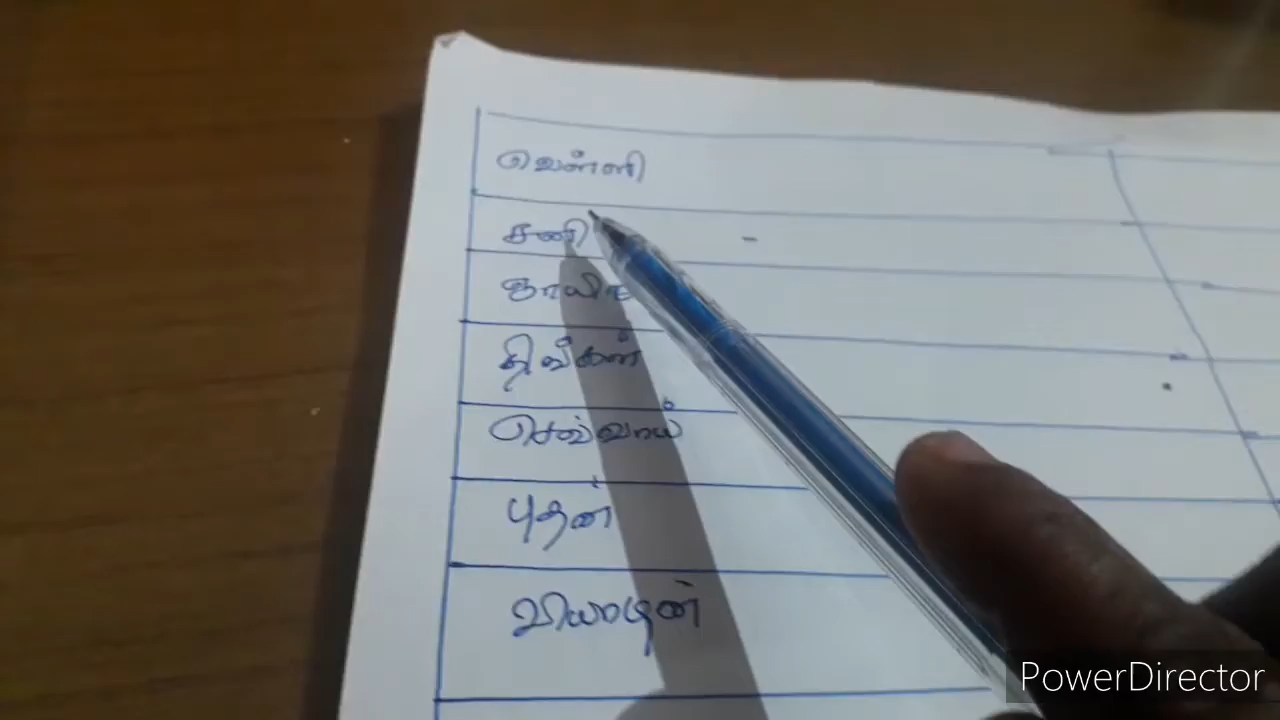 வெள்ளி
சனி
ஞாயிறு
திங்கள்
செவ்வாய்
புதன்
வியாழன்
PowerDirector